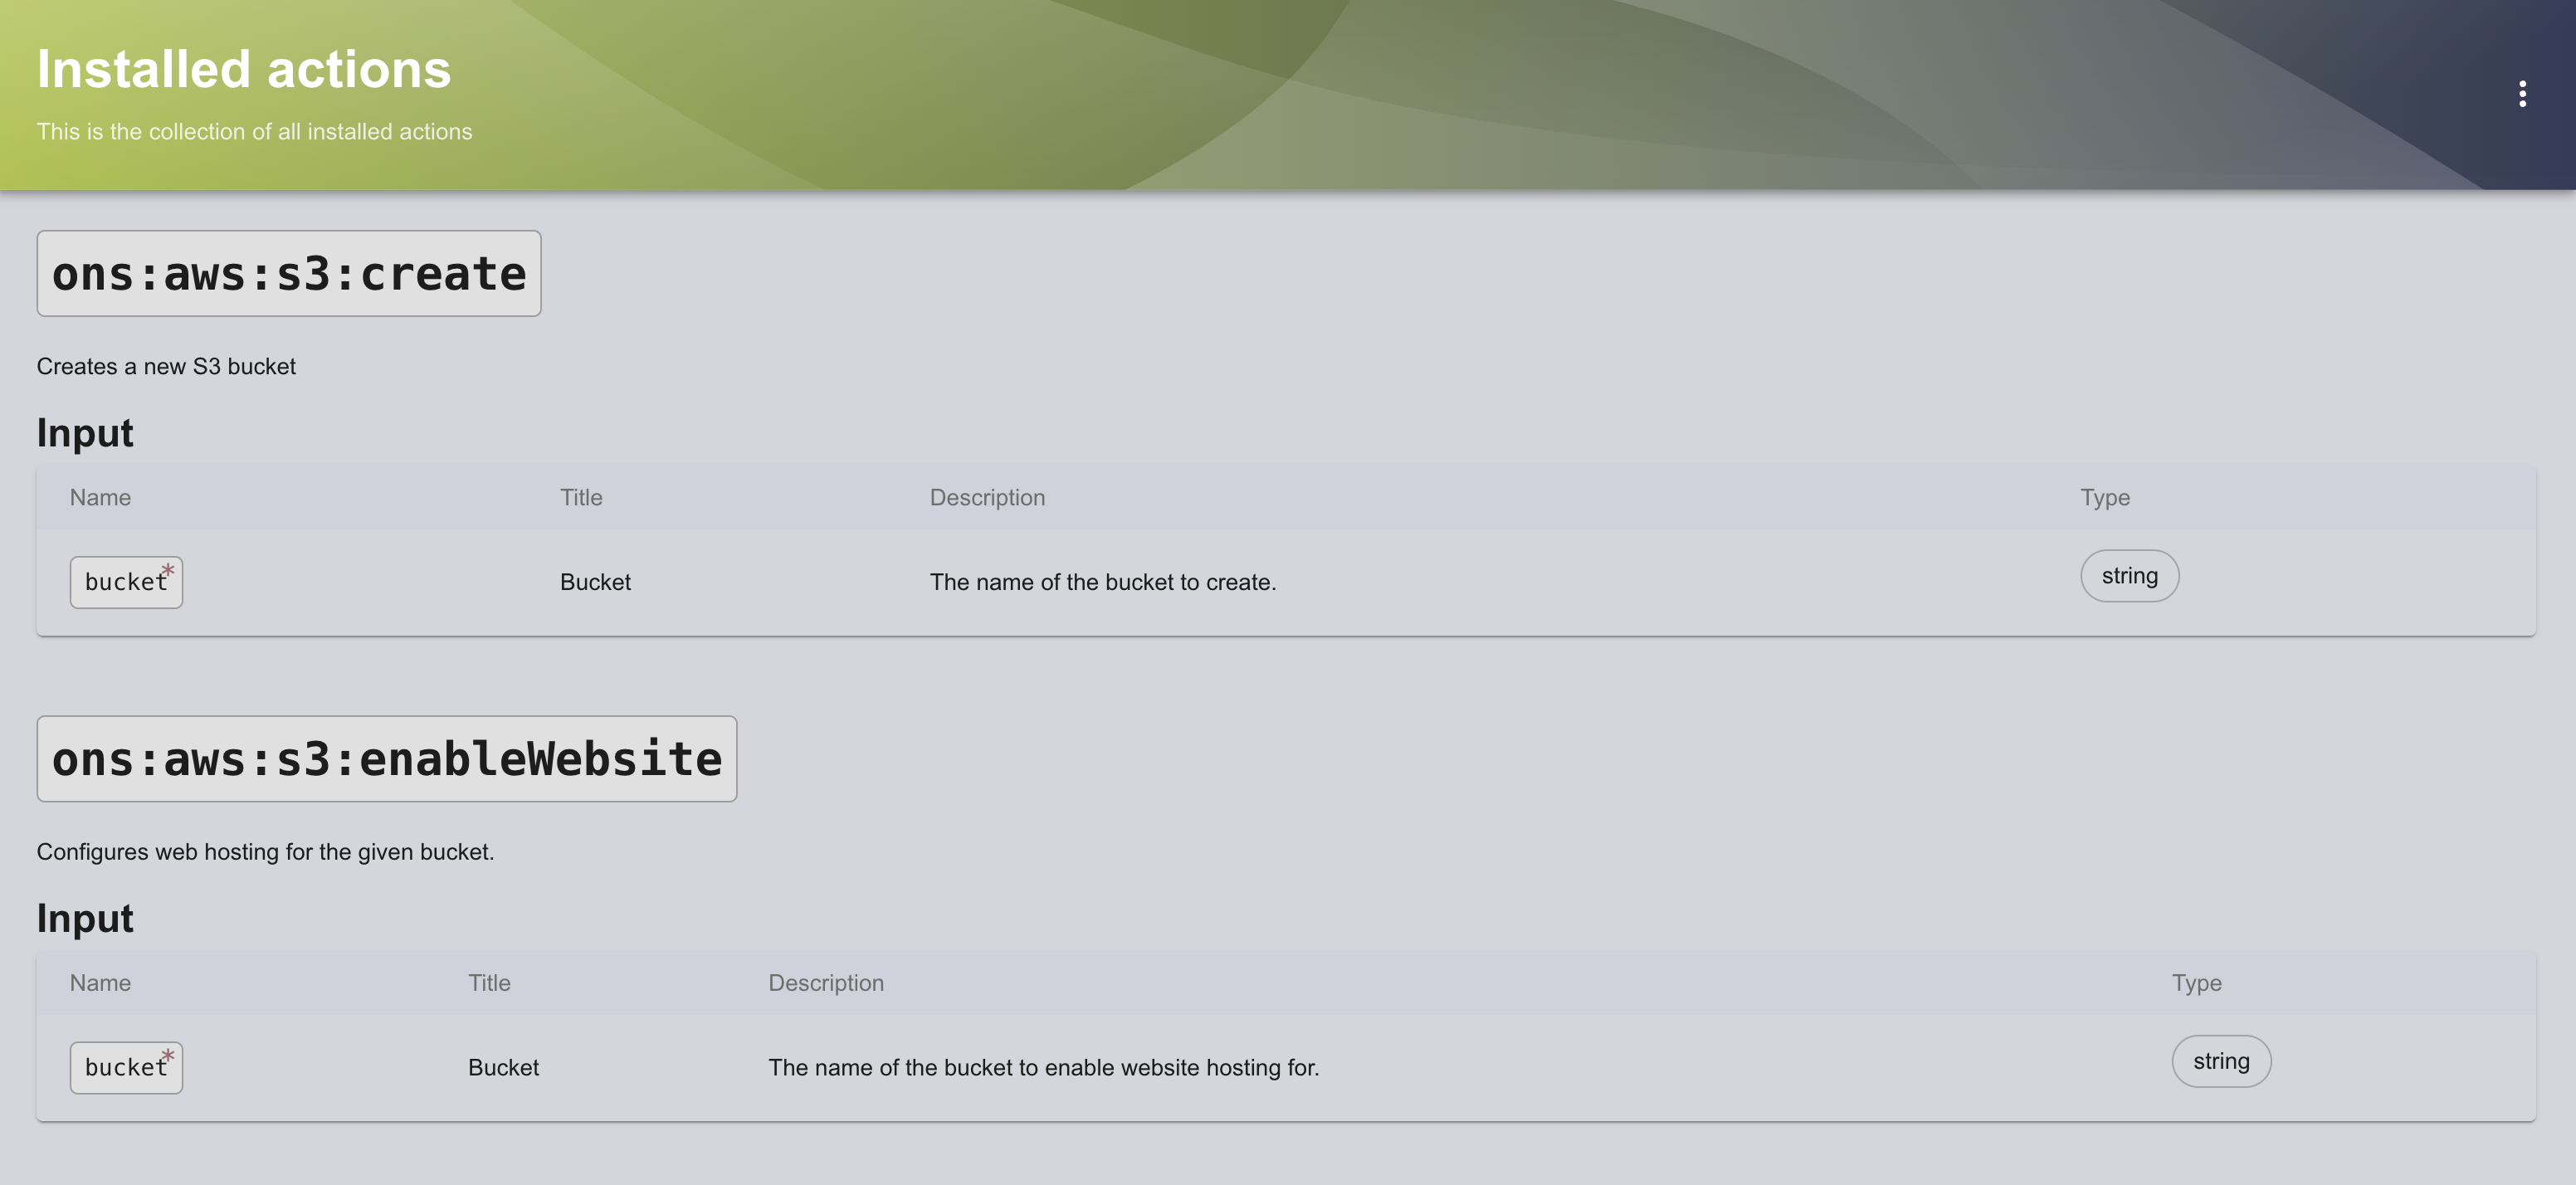 Installed actions
This is the collection of all installed actions
ons:aws:s3:create
Creates a new S3 bucket
Input
Name Title Description Type
bucket* Bucket The name of the bucket to create. string
ons:aws:s3:enableWebsite
Configures web hosting for the given bucket.
Input
Name Title Description Type
bucket* Bucket The name of the bucket to enable website hosting for. string